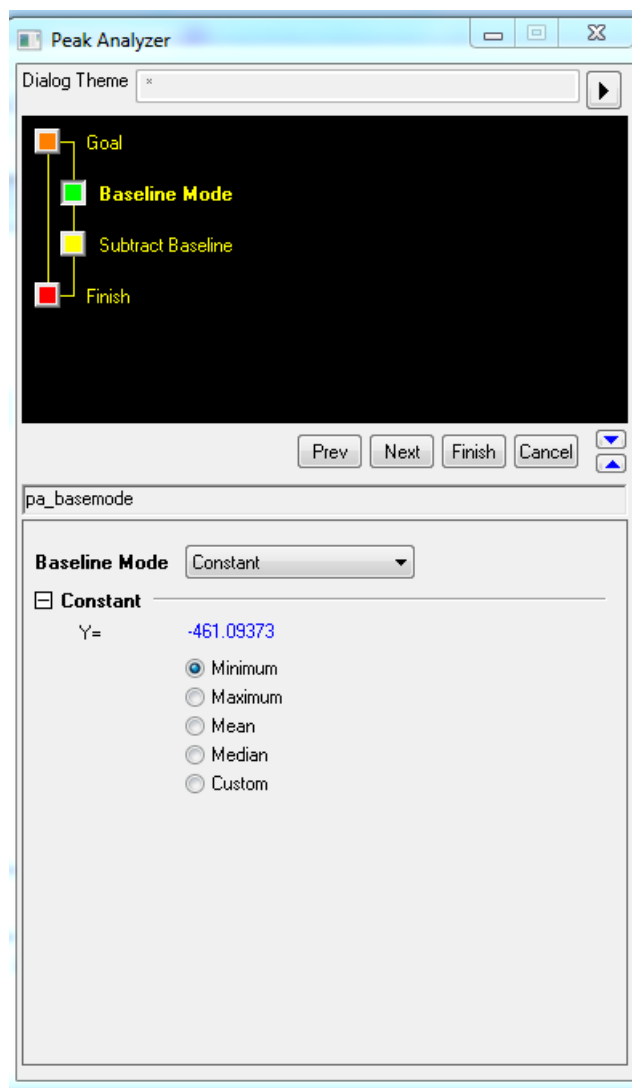 Peak Analyzer
Dialog Theme *
Goal
Baseline Mode
Subtract Baseline
Finish
Prev Next Finish Cancel
pa_basemode
Baseline Mode Constant
Constant
Y= -461.09373
Minimum
Maximum
Mean
Median
Custom